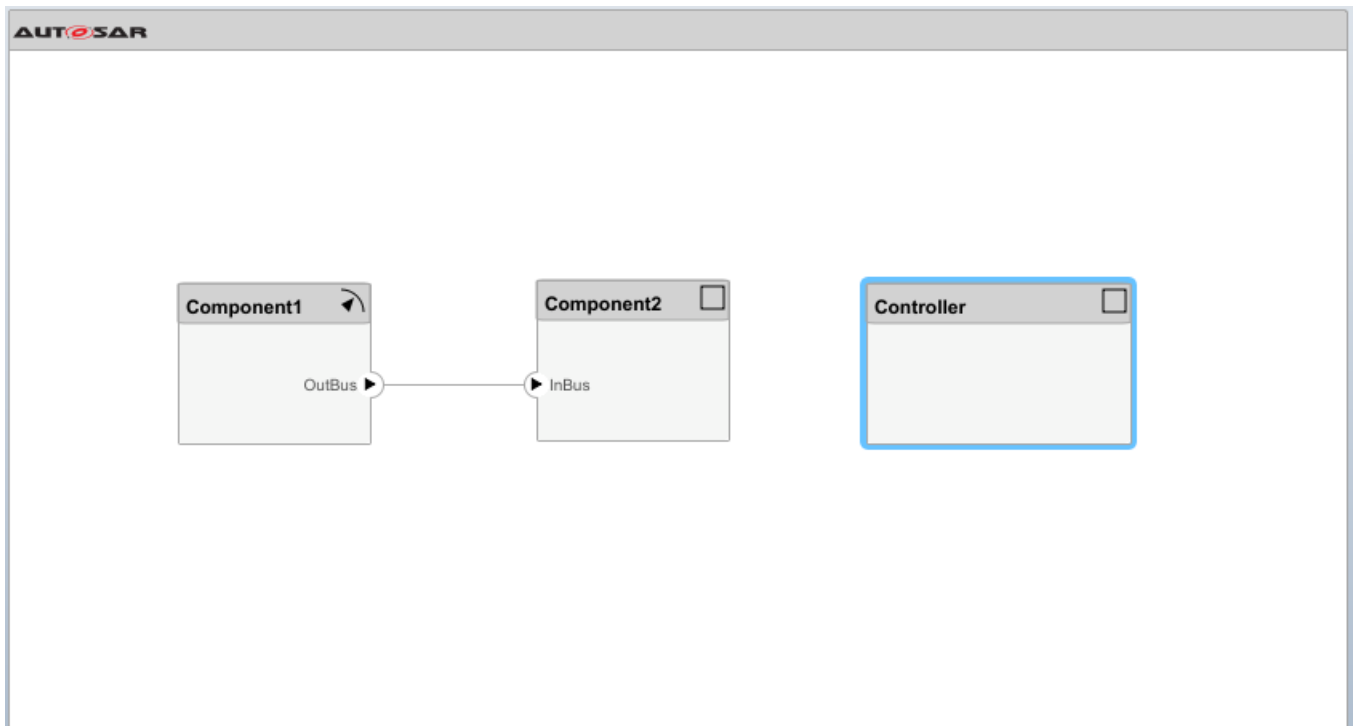 AUTOSAR
Component1
Component2
Controller
OutBus
InBus